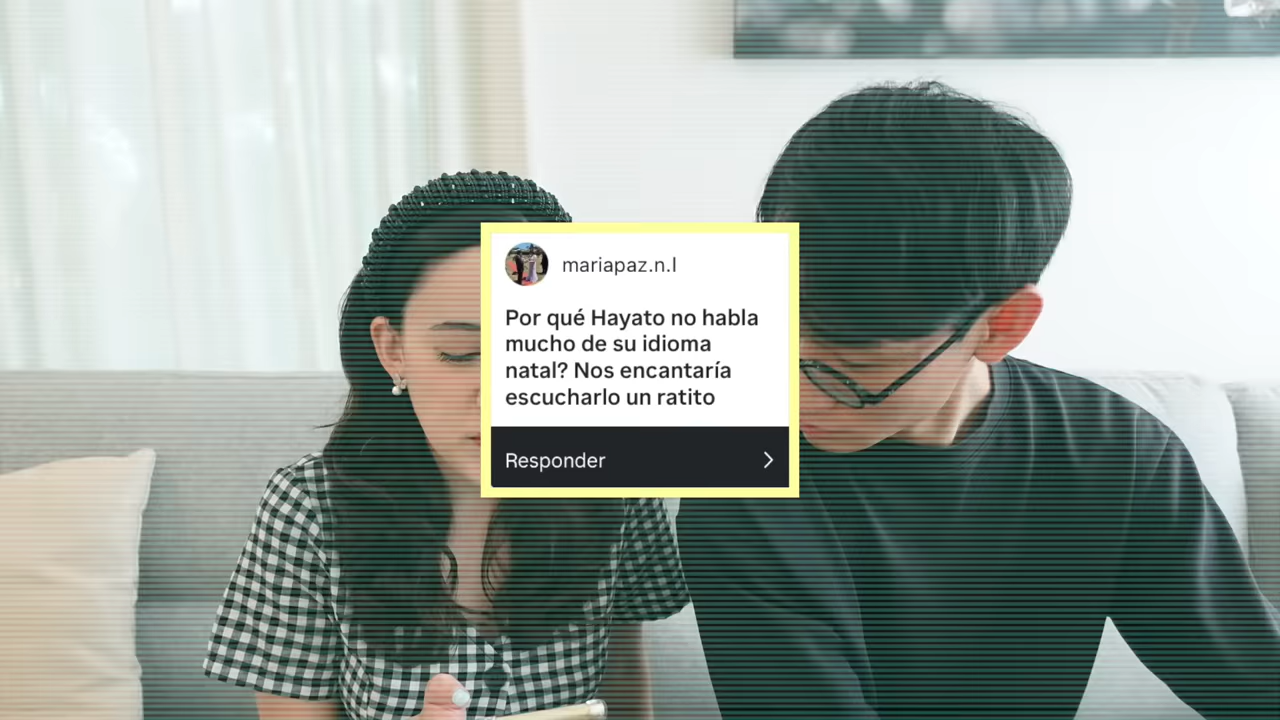 mariapaz.n.l
Por qué Hayato no habla
mucho de su idioma
natal? Nos encantaría
escucharlo un ratito
Responder